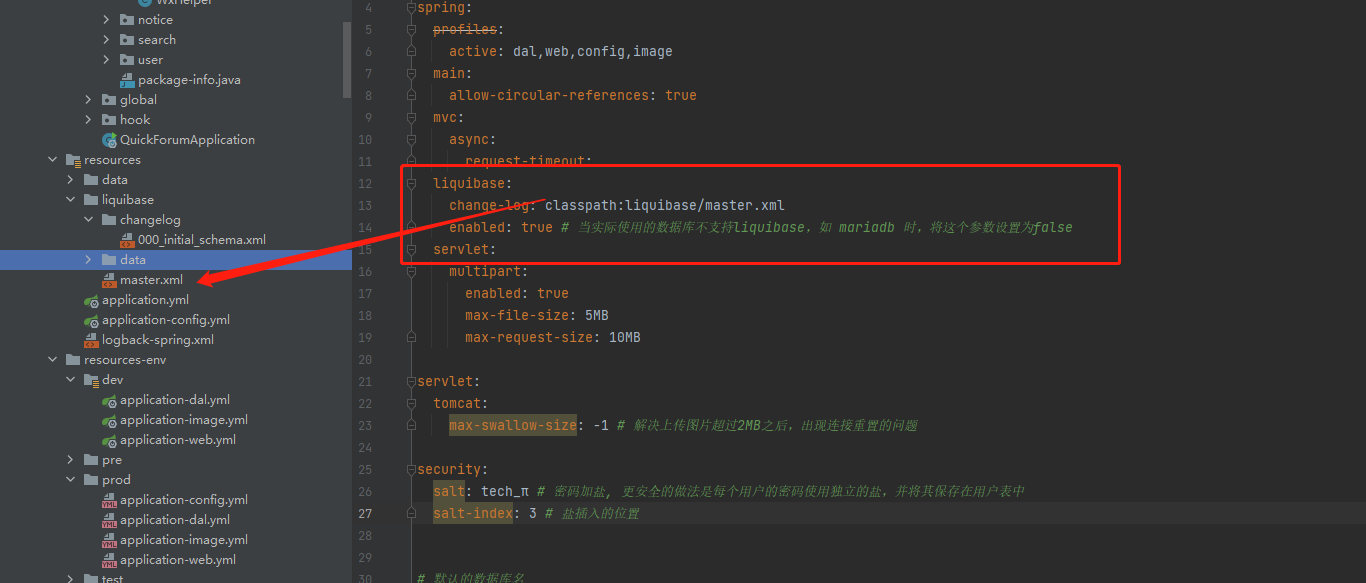 WxHelper
notice
search
user
package-info.java
global
hook
QuickForumApplication
resources
data
liquibase
changelog
000_initial_schema.xml
data
master.xml
application.yml
application-config.yml
logback-spring.xml
resources-env
dev
application-dal.yml
application-image.yml
application-web.yml
pre
prod
application-config.yml
application-dal.yml
application-image.yml
application-web.yml
test
4 spring:
5 profiles:
6 active: dal,web,config,image
7 main:
8 allow-circular-references: true
9 mvc:
10 async:
11 request-timeout:
12 liquibase:
13 change-log: classpath:liquibase/master.xml
14 enabled: true # 当实际使用的数据库不支持liquibase，如 mariadb 时，将这个参数设置为false
15 servlet:
16 multipart:
17 enabled: true
18 max-file-size: 5MB
19 max-request-size: 10MB
20
21 servlet:
22 tomcat:
23 max-swallow-size: -1 # 解决上传图片超过2MB之后，出现连接重置的问题
24
25 security:
26 salt: tech_π # 密码加盐, 更安全的做法是每个用户的密码使用独立的盐，并将其保存在用户表中
27 salt-index: 3 # 盐插入的位置
28
29
30 # 默认的数据库名